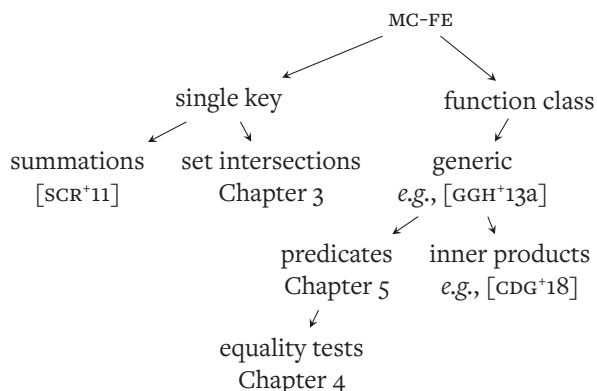 MC-FE
single key
function class
summations
[SCR+11]
set intersections
Chapter 3
generic
e.g., [GGH+13a]
predicates
Chapter 5
inner products
e.g., [CDG+18]
equality tests
Chapter 4